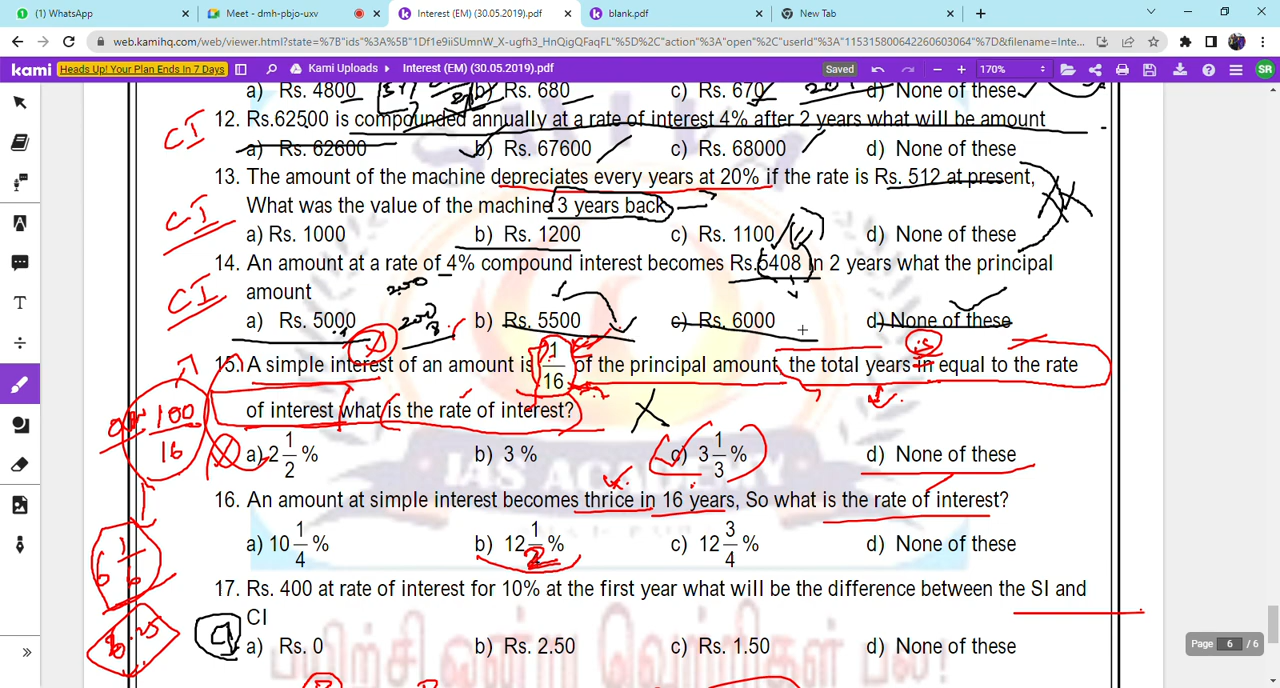 (1) WhatsApp
Meet - dmh-pbjo-uxv
Interest (EM) (30.05.2019).pdf
blank.pdf
New Tab
web.kamihq.com/web/viewer.html?state=%7B"ids"%3A%5B"1Df1e9iiSUmnW_X-ugfh3_HnQigQFaqFL"%5D%2C"action"%3A"open"%2C"userId"%3A"115315800642260603064"%7D&filename=Inte...
kami
Heads Up! Your Plan Ends In 7 Days
Kami Uploads
Interest (EM) (30.05.2019).pdf
Saved
170%
SR
a) Rs. 4800 b) Rs. 680 c) Rs. 670 d) None of these
CI
12. Rs.62500 is compounded annually at a rate of interest 4% after 2 years what will be amount
a) Rs. 62600 b) Rs. 67600 c) Rs. 68000 d) None of these
13. The amount of the machine depreciates every years at 20% if the rate is Rs. 512 at present,
CI
What was the value of the machine 3 years back
a) Rs. 1000 b) Rs. 1200 c) Rs. 1100 d) None of these
14. An amount at a rate of 4% compound interest becomes Rs.5408 in 2 years what the principal
CI
amount
200
a) Rs. 5000 b) Rs. 5500 c) Rs. 6000 d) None of these
200
8
is
15. A simple interest of an amount is 1/16 of the principal amount, the total years in equal to the rate
of interest what is the rate of interest?
100
16
a) 2 1/2 % b) 3 % c) 3 1/3 % d) None of these
16. An amount at simple interest becomes thrice in 16 years, So what is the rate of interest?
a) 10 1/4 % b) 12 1/2 % c) 12 3/4 % d) None of these
17. Rs. 400 at rate of interest for 10% at the first year what will be the difference between the SI and
CI
a) Rs. 0 b) Rs. 2.50 c) Rs. 1.50 d) None of these
IAS ACADEMY
Page 6 / 6